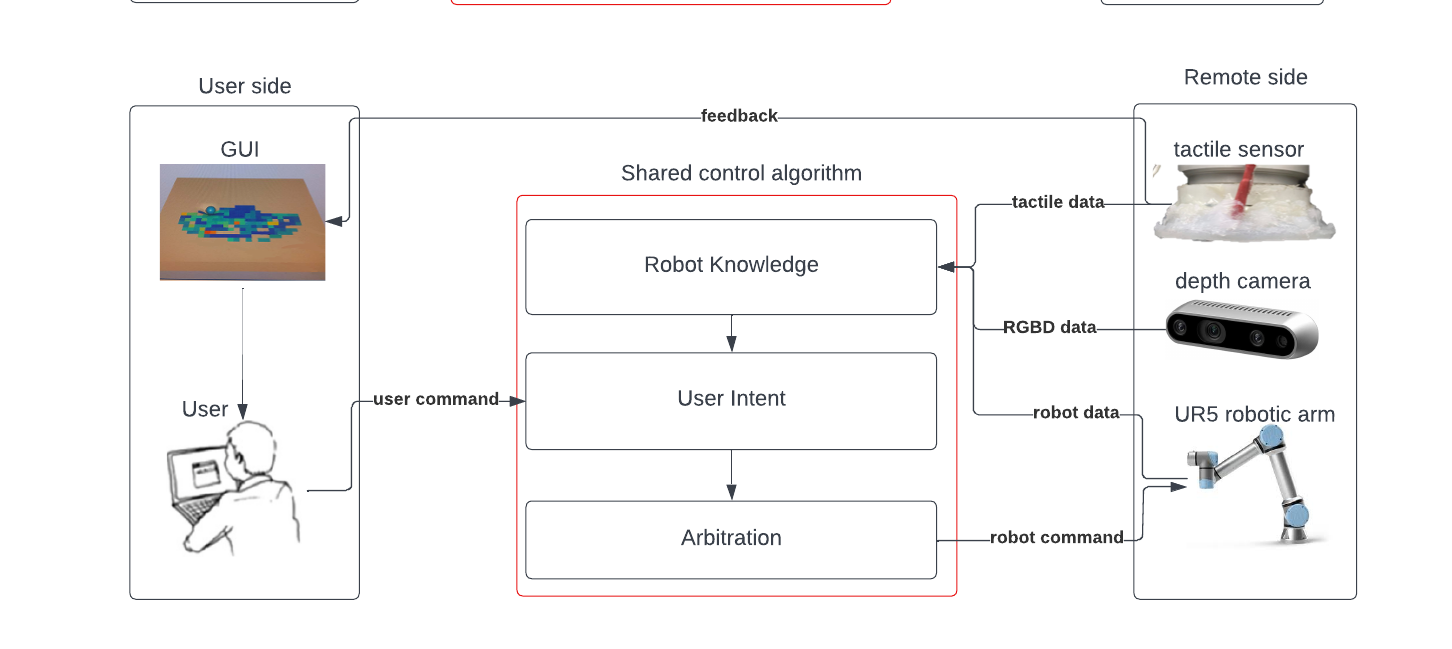 User side
Remote side
feedback
GUI
tactile sensor
Shared control algorithm
tactile data
Robot Knowledge
depth camera
RGBD data
User Intent
user command
User
robot data
UR5 robotic arm
Arbitration
robot command